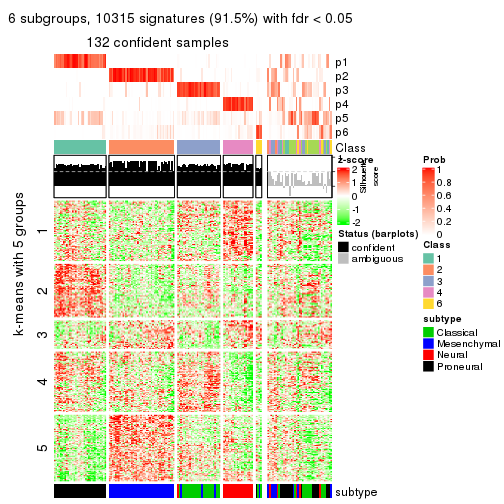 6 subgroups, 10315 signatures (91.5%) with fdr < 0.05
132 confident samples
p1
p2
p3
p4
p5
p6
Class
Silhouette score
z-score
2
1
0
-1
-2
Prob
1
0.8
0.6
0.4
0.2
0
Status (barplots)
confident
ambiguous
Class
1
2
3
4
6
subtype
Classical
Mesenchymal
Neural
Proneural
k-means with 5 groups
1
2
3
4
5
subtype